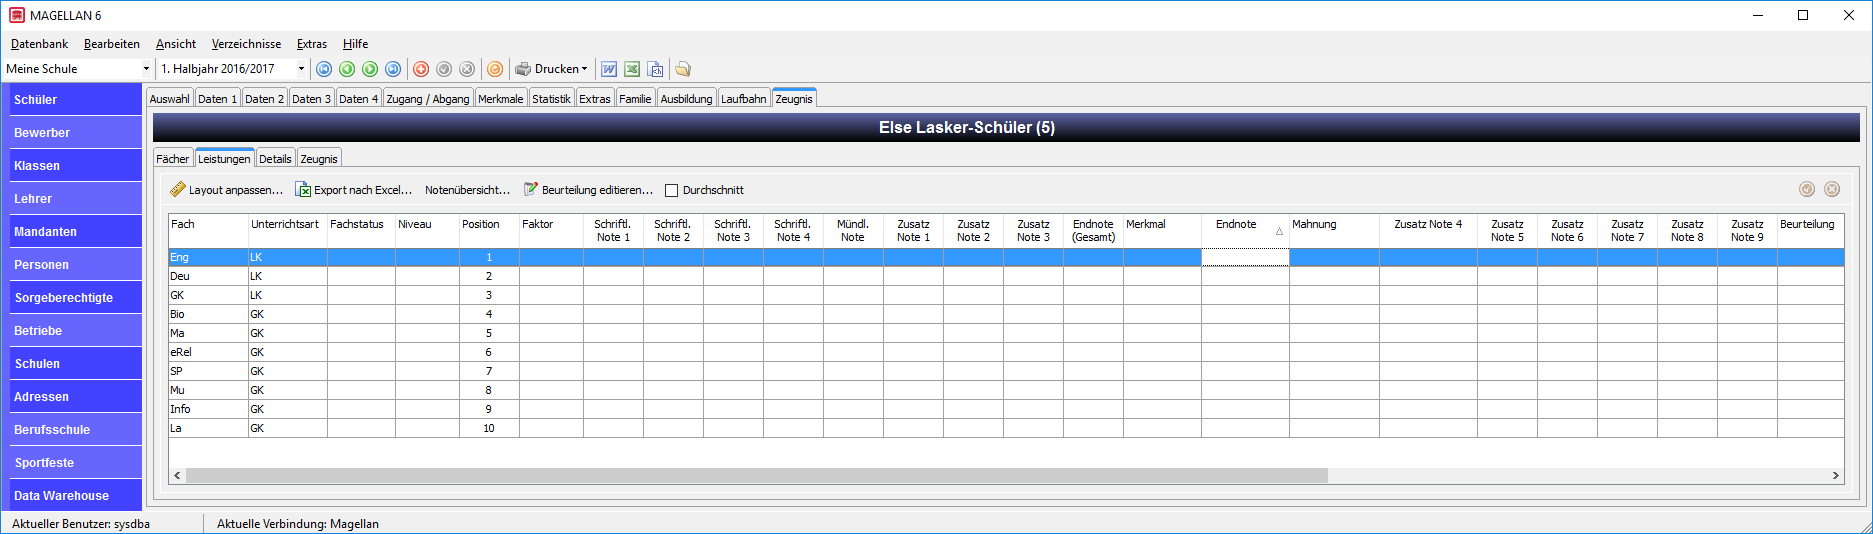 MAGELLAN 6
Datenbank Bearbeiten Ansicht Verzeichnisse Extras Hilfe
Meine Schule 1. Halbjahr 2016/2017 Drucken
Schüler
Bewerber
Klassen
Lehrer
Mandanten
Personen
Sorgeberechtigte
Betriebe
Schulen
Adressen
Berufsschule
Sportfeste
Data Warehouse
Auswahl Daten 1 Daten 2 Daten 3 Daten 4 Zugang / Abgang Merkmale Statistik Extras Familie Ausbildung Laufbahn Zeugnis
Else Lasker-Schüler (5)
Fächer Leistungen Details Zeugnis
Layout anpassen... Export nach Excel... Notenübersicht... Beurteilung editieren... Durchschnitt
Fach Unterrichtsart Fachstatus Niveau Position Faktor Schriftl. Note 1 Schriftl. Note 2 Schriftl. Note 3 Schriftl. Note 4 Mündl. Note Zusatz Note 1 Zusatz Note 2 Zusatz Note 3 Endnote (Gesamt) Merkmal Endnote Mahnung Zusatz Note 4 Zusatz Note 5 Zusatz Note 6 Zusatz Note 7 Zusatz Note 8 Zusatz Note 9 Beurteilung
Eng LK 1
Deu LK 2
GK LK 3
Bio GK 4
Ma GK 5
eRel GK 6
SP GK 7
Mu GK 8
Info GK 9
La GK 10
Aktueller Benutzer: sysdba Aktuelle Verbindung: Magellan